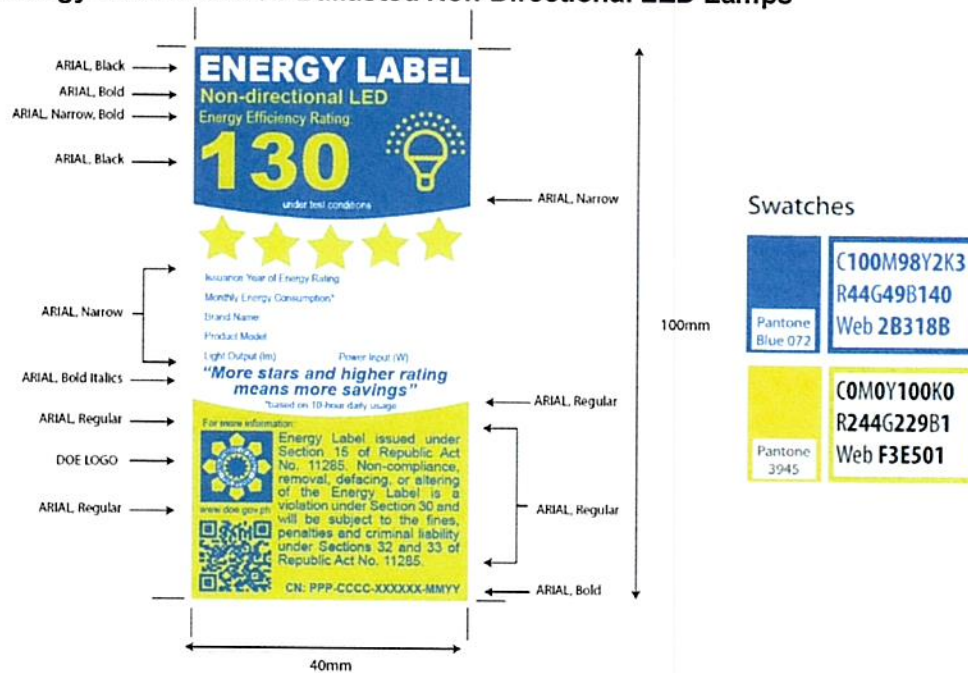 Ballasted Non-Directional LED Lamps
ARIAL, Black
ARIAL, Bold
ARIAL, Narrow, Bold
ARIAL, Black
ENERGY LABEL
Non-directional LED
Energy Efficiency Rating
130
under test conditions
ARIAL, Narrow
Issuance Year of Energy Rating
Monthly Energy Consumption*
Brand Name
Product Model
Light Output (lm) Power Input (W)
ARIAL, Narrow
"More stars and higher rating
means more savings"
*based on 10-hour daily usage
ARIAL, Bold Italics
ARIAL, Regular
ARIAL, Regular
DOE LOGO
ARIAL, Regular
For more information:
www.doe.gov.ph
Energy Label issued under
Section 15 of Republic Act
No. 11285. Non-compliance,
removal, defacing, or altering
of the Energy Label is a
violation under Section 30 and
will be subject to the fines,
penalties and criminal liability
under Sections 32 and 33 of
Republic Act No. 11285.
CN: PPP-CCCC-XXXXXX-MMYY
ARIAL, Regular
ARIAL, Bold
100mm
40mm
Swatches
Pantone
Blue 072
C100M98Y2K3
R44G49B140
Web 2B318B
Pantone
3945
C0M0Y100K0
R244G229B1
Web F3E501